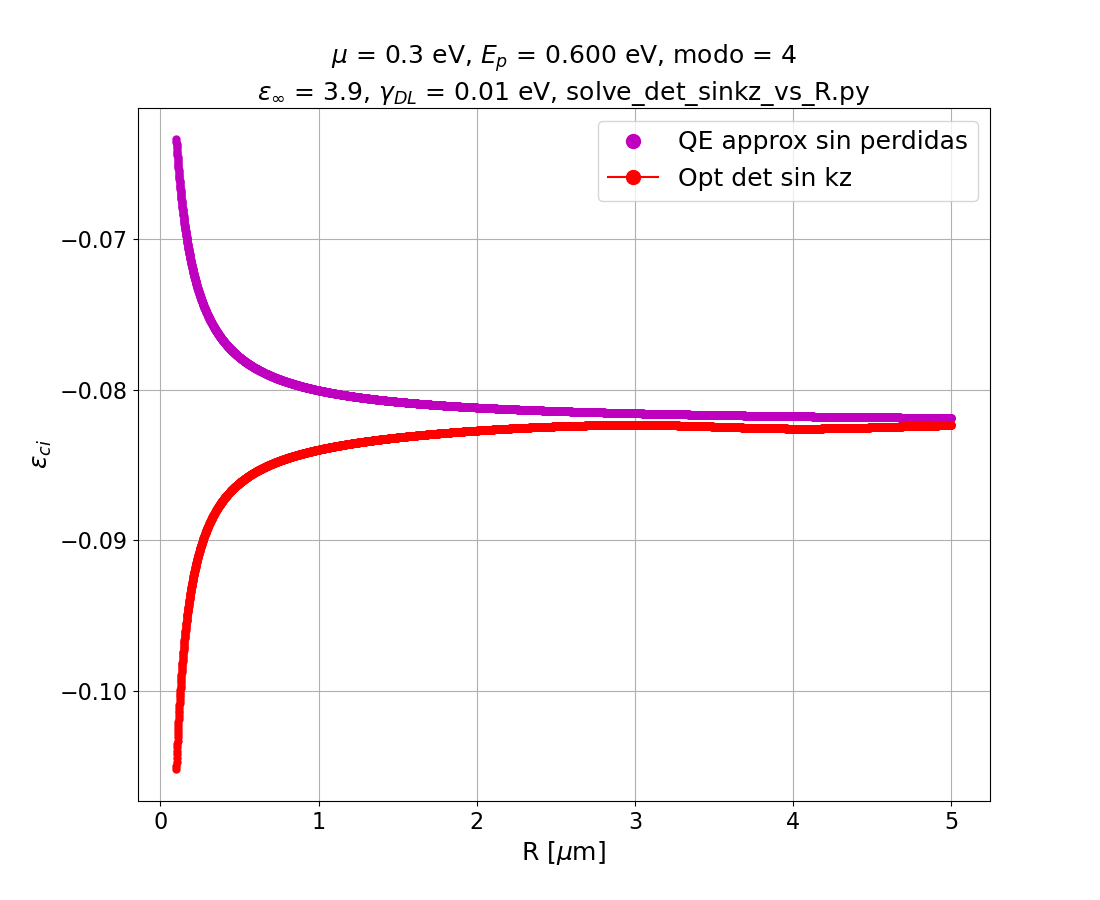 μ = 0.3 eV, E_p = 0.600 eV, modo = 4
ε_∞ = 3.9, γ_DL = 0.01 eV, solve_det_sinkz_vs_R.py
QE approx sin perdidas
Opt det sin kz
−0.07
−0.08
−0.09
−0.10
ε_ci
0 1 2 3 4 5
R [μm]